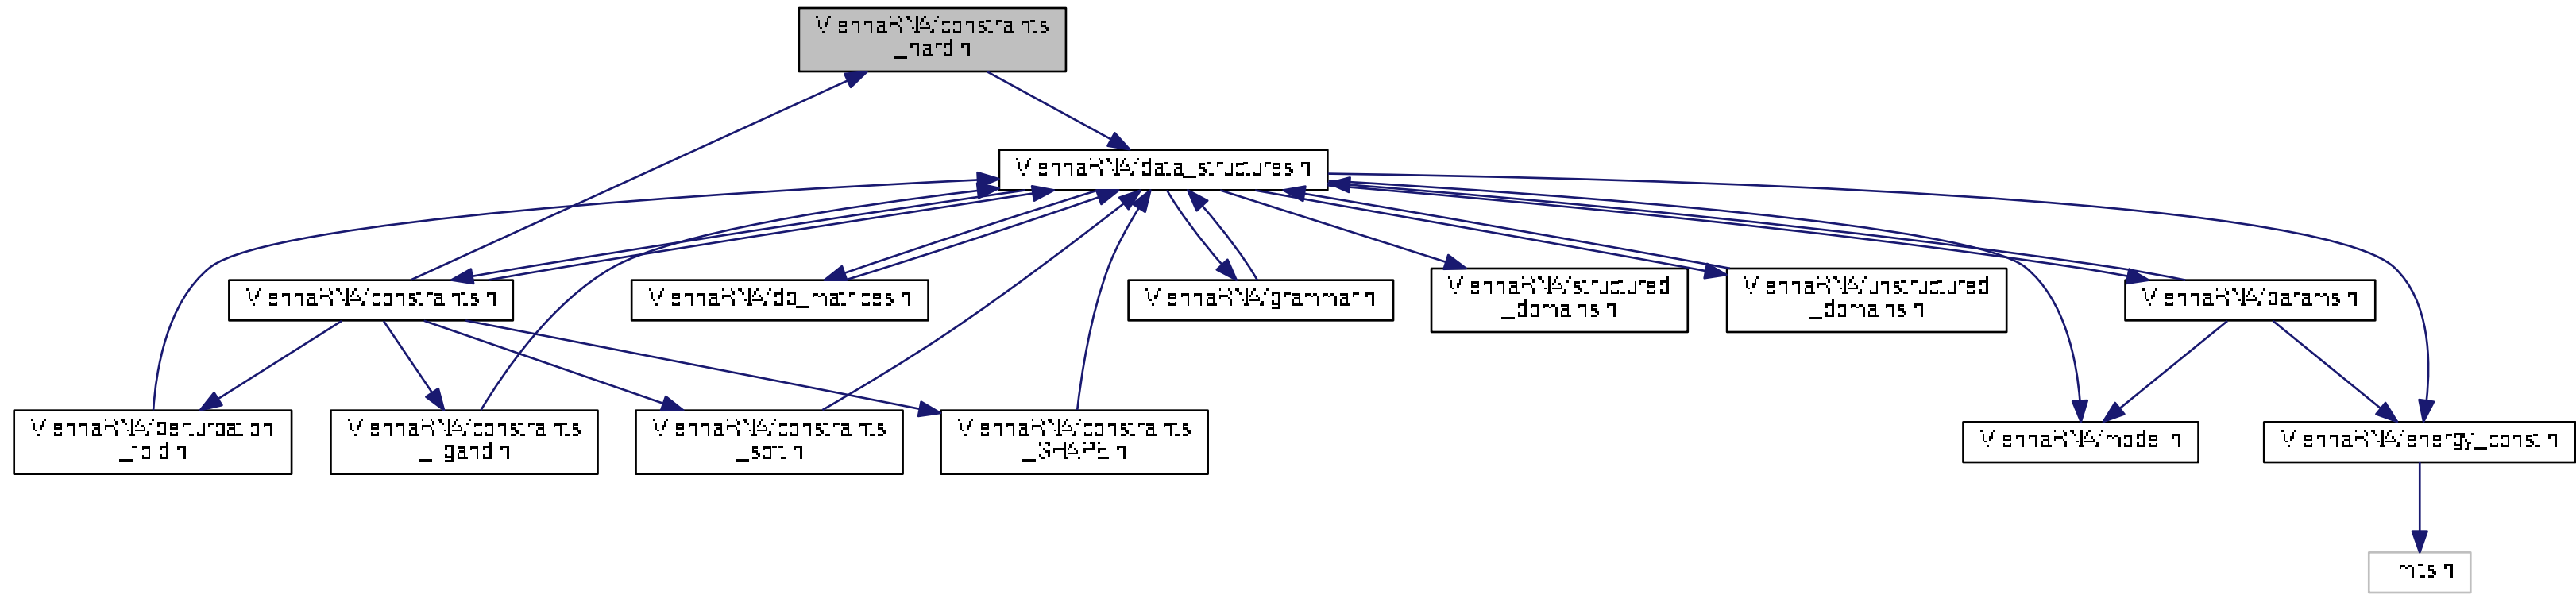 ViennaRNA/constraints
_hard.h
ViennaRNA/data_structures.h
ViennaRNA/constraints.h
ViennaRNA/dp_matrices.h
ViennaRNA/grammar.h
ViennaRNA/structured
_domains.h
ViennaRNA/unstructured
_domains.h
ViennaRNA/params.h
ViennaRNA/perturbation
_fold.h
ViennaRNA/constraints
_ligand.h
ViennaRNA/constraints
_soft.h
ViennaRNA/constraints
_SHAPE.h
ViennaRNA/model.h
ViennaRNA/energy_const.h
limits.h